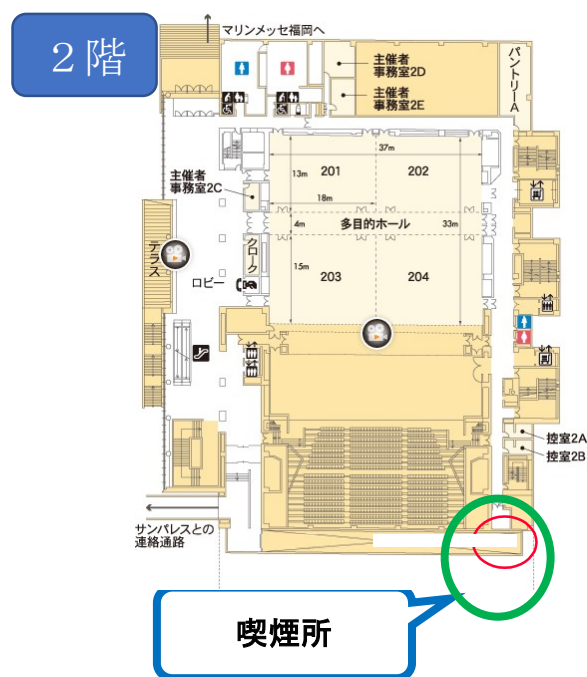 2階
マリンメッセ福岡へ
主催者
事務室2D
主催者
事務室2E
パントリーA
37m
201
202
13m
主催者
事務室2C
18m
4m
多目的ホール
33m
テラス
クローク
15m
ロビー
203
204
控室2A
控室2B
サンパレスとの
連絡通路
喫煙所